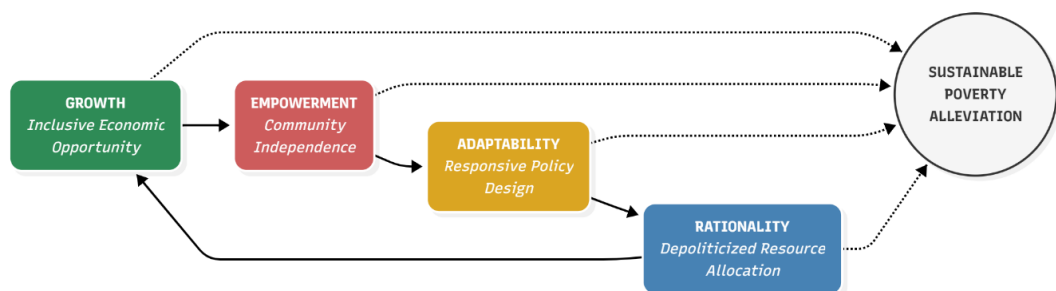 GROWTH
Inclusive Economic
Opportunity
EMPOWERMENT
Community
Independence
ADAPTABILITY
Responsive Policy
Design
RATIONALITY
Depoliticized Resource
Allocation
SUSTAINABLE
POVERTY
ALLEVIATION